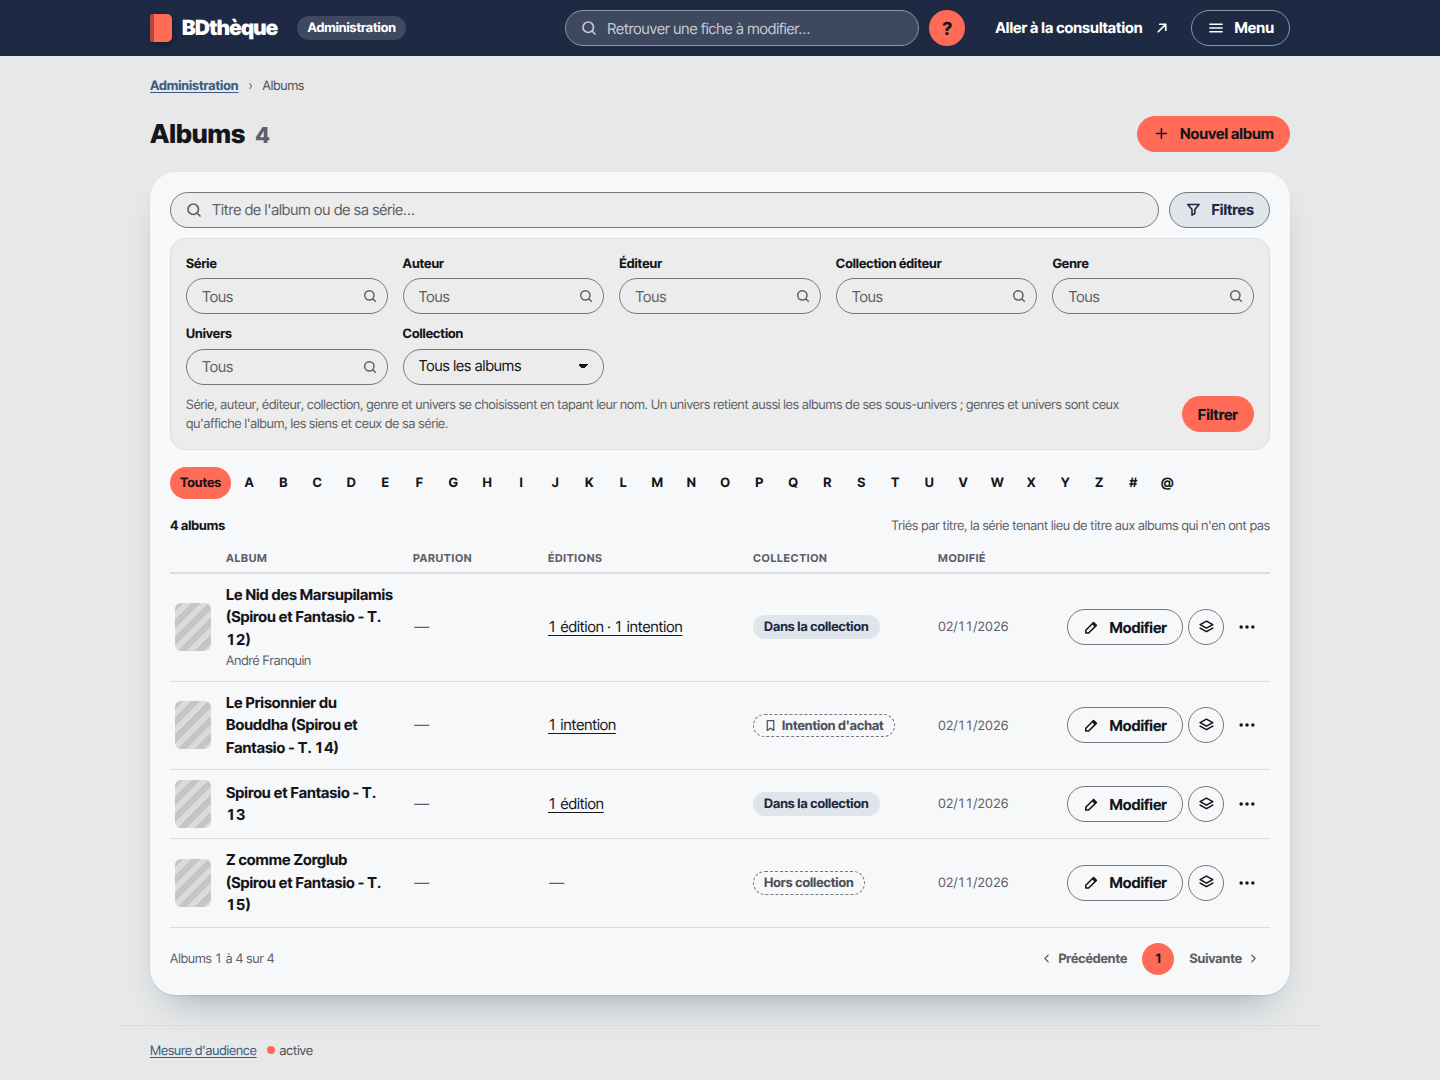 BDthèque Administration Retrouver une fiche à modifier... ? Aller à la consultation Menu
Administration › Albums
Albums 4 Nouvel album
Titre de l'album ou de sa série... Filtres
Série Auteur Éditeur Collection éditeur Genre
Tous Tous Tous Tous Tous
Univers Collection
Tous Tous les albums
Série, auteur, éditeur, collection, genre et univers se choisissent en tapant leur nom. Un univers retient aussi les albums de ses sous-univers ; genres et univers sont ceux
qu'affiche l'album, les siens et ceux de sa série.
Filtrer
Toutes A B C D E F G H I J K L M N O P Q R S T U V W X Y Z # @
4 albums Triés par titre, la série tenant lieu de titre aux albums qui n'en ont pas
ALBUM PARUTION ÉDITIONS COLLECTION MODIFIÉ
Le Nid des Marsupilamis
(Spirou et Fantasio - T.
12)
André Franquin
— 1 édition · 1 intention Dans la collection 02/11/2026 Modifier
Le Prisonnier du
Bouddha (Spirou et
Fantasio - T. 14)
— 1 intention Intention d'achat 02/11/2026 Modifier
Spirou et Fantasio - T.
13
— 1 édition Dans la collection 02/11/2026 Modifier
Z comme Zorglub
(Spirou et Fantasio - T.
15)
— — Hors collection 02/11/2026 Modifier
Albums 1 à 4 sur 4 Précédente 1 Suivante
Mesure d'audience active